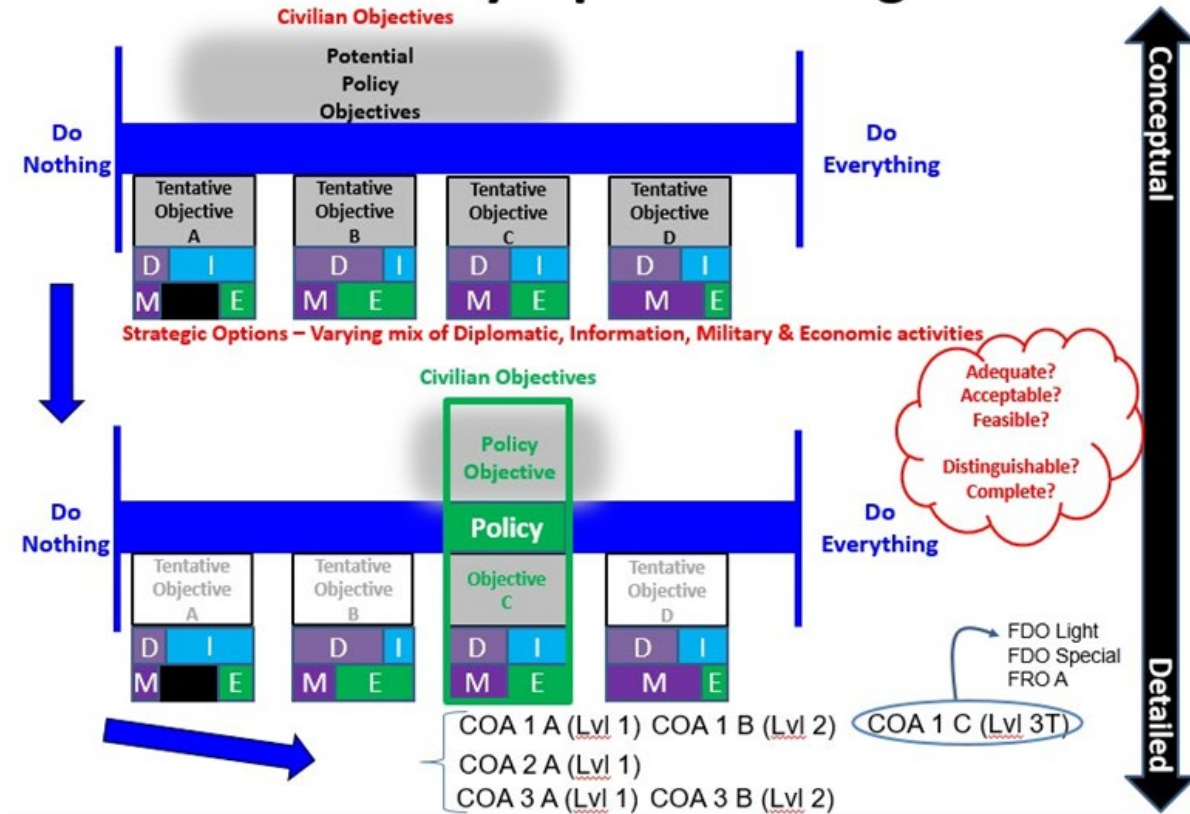 Civilian Objectives
Potential
Policy
Objectives
Do
Nothing
Do
Everything
Tentative
Objective
A
Tentative
Objective
B
Tentative
Objective
C
Tentative
Objective
D
D I
D I
D I
D I
M E
M E
M E
M E
Strategic Options – Varying mix of Diplomatic, Information, Military & Economic activities
Civilian Objectives
Policy
Objective
Policy
Do
Nothing
Do
Everything
Tentative
Objective
A
Tentative
Objective
B
Objective
C
Tentative
Objective
D
D I
D I
D I
D I
M E
M E
M E
M E
Adequate?
Acceptable?
Feasible?
Distinguishable?
Complete?
FDO Light
FDO Special
FRO A
COA 1 A (Lvl 1) COA 1 B (Lvl 2) COA 1 C (Lvl 3T)
COA 2 A (Lvl 1)
COA 3 A (Lvl 1) COA 3 B (Lvl 2)
Conceptual
Detailed